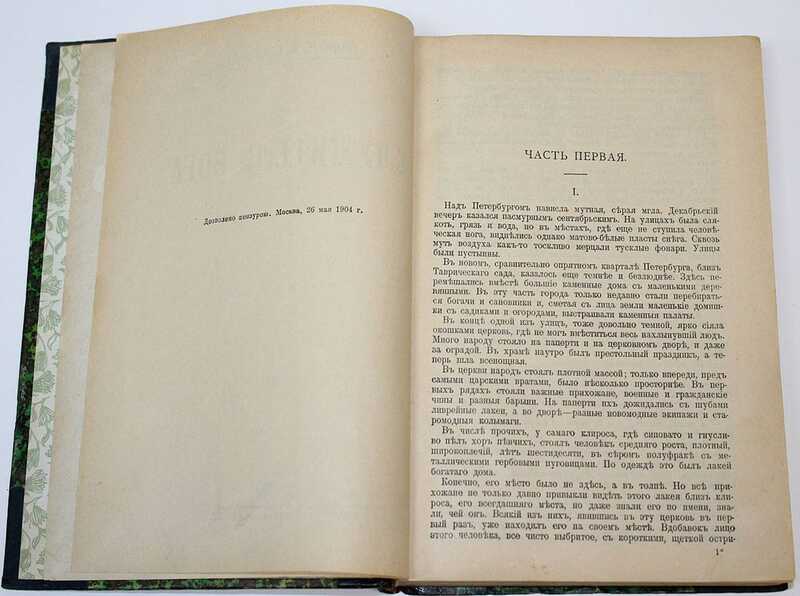 Дозволено цензурою. Москва, 26 мая 1904 г.
ЧАСТЬ ПЕРВАЯ.
I.
Надъ Петербургомъ нависла мутная, сѣрая мгла. Декабрьскій
вечеръ казался пасмурнымъ сентябрьскимъ. На улицахъ была сля-
коть, грязь и вода, но въ мѣстахъ, гдѣ еще не ступила человѣ-
ческая нога, виднѣлись однако матово-бѣлые пласты снѣга. Сквозь
муть воздуха какъ-то тоскливо мерцали тусклые фонари. Улицы
были пустынны.
Въ новомъ, сравнительно опрятномъ кварталѣ Петербурга, близъ
Таврическаго сада, казалось еще темнѣе и безлюднѣе. Здѣсь пе-
ремѣшались вмѣстѣ большіе каменные дома съ маленькими дере-
вянными. Въ эту часть города только недавно стали перебирать-
ся богачи и сановники и, сметая съ лица земли маленькіе домиш-
ки съ садиками и огородами, выстраивали каменныя палаты.
Въ концѣ одной изъ улицъ, тоже довольно темной, ярко сіяла
окошками церковь, гдѣ не могъ вмѣститься весь нахлынувшій людъ.
Много народу стояло на паперти и на церковномъ дворѣ, и даже
за оградой. Въ храмѣ наутро былъ престольный праздникъ, а те-
перь шла всенощная.
Въ церкви народъ стоялъ плотной массой; только впереди, предъ
самыми царскими вратами, было нѣсколько просторнѣе. Въ пер-
выхъ рядахъ стояли важные прихожане, военные и гражданскіе
чины и разныя барыни. На паперти ихъ дожидались съ шубами
ливрейные лакеи, а во дворѣ—разные новомодные экипажи и ста-
ромодныя колымаги.
Въ числѣ прочихъ, у самаго клироса, гдѣ сиповато и гнусли-
во пѣлъ хоръ пѣвчихъ, стоялъ человѣкъ средняго роста, плотный,
широкоплечій, лѣтъ шестидесяти, въ сѣромъ полуфракѣ съ ме-
таллическими гербовыми пуговицами. По одеждѣ это былъ лакей
богатаго дома.
Конечно, его мѣсто было не здѣсь, а въ толпѣ. Но всѣ при-
хожане не только давно привыкли видѣть этого лакея близъ кли-
роса, его всегдашняго мѣста, но даже знали его по имени, зна-
ли, чей онъ. Всякій изъ нихъ, явившись въ эту церковь въ пер-
вый разъ, уже находилъ его на своемъ мѣстѣ. Вдобавокъ лицо
этого человѣка, все чисто выбритое, съ короткими, щеткой остри-
1*